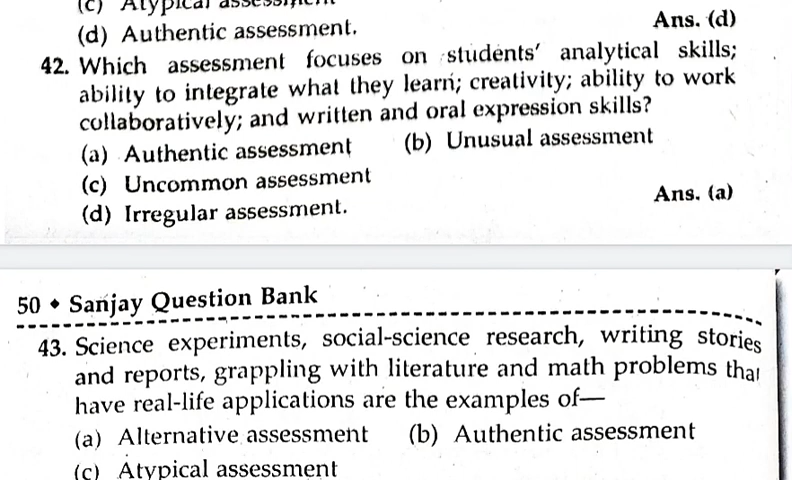 (c) Atypical assessment
(d) Authentic assessment. Ans. (d)
42. Which assessment focuses on students' analytical skills;
ability to integrate what they learn; creativity; ability to work
collaboratively; and written and oral expression skills?
(a) Authentic assessment (b) Unusual assessment
(c) Uncommon assessment
(d) Irregular assessment. Ans. (a)
50 ◆ Sanjay Question Bank
43. Science experiments, social-science research, writing stories
and reports, grappling with literature and math problems that
have real-life applications are the examples of—
(a) Alternative assessment (b) Authentic assessment
(c) Atypical assessment